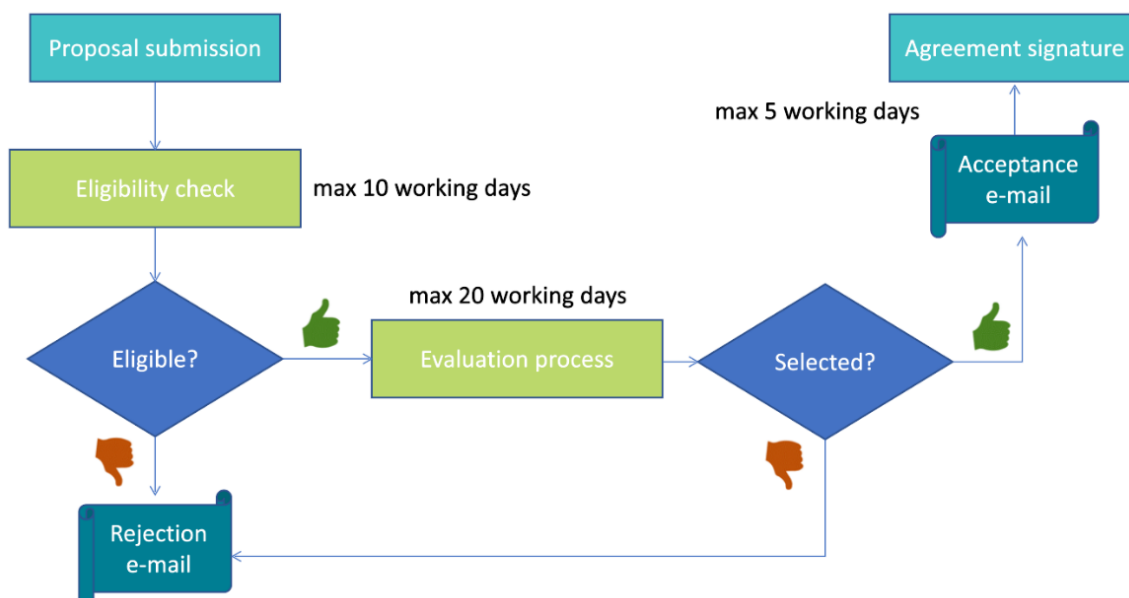 Proposal submission
Agreement signature
max 5 working days
Acceptance
e-mail
Eligibility check
max 10 working days
max 20 working days
Eligible?
Evaluation process
Selected?
Rejection
e-mail